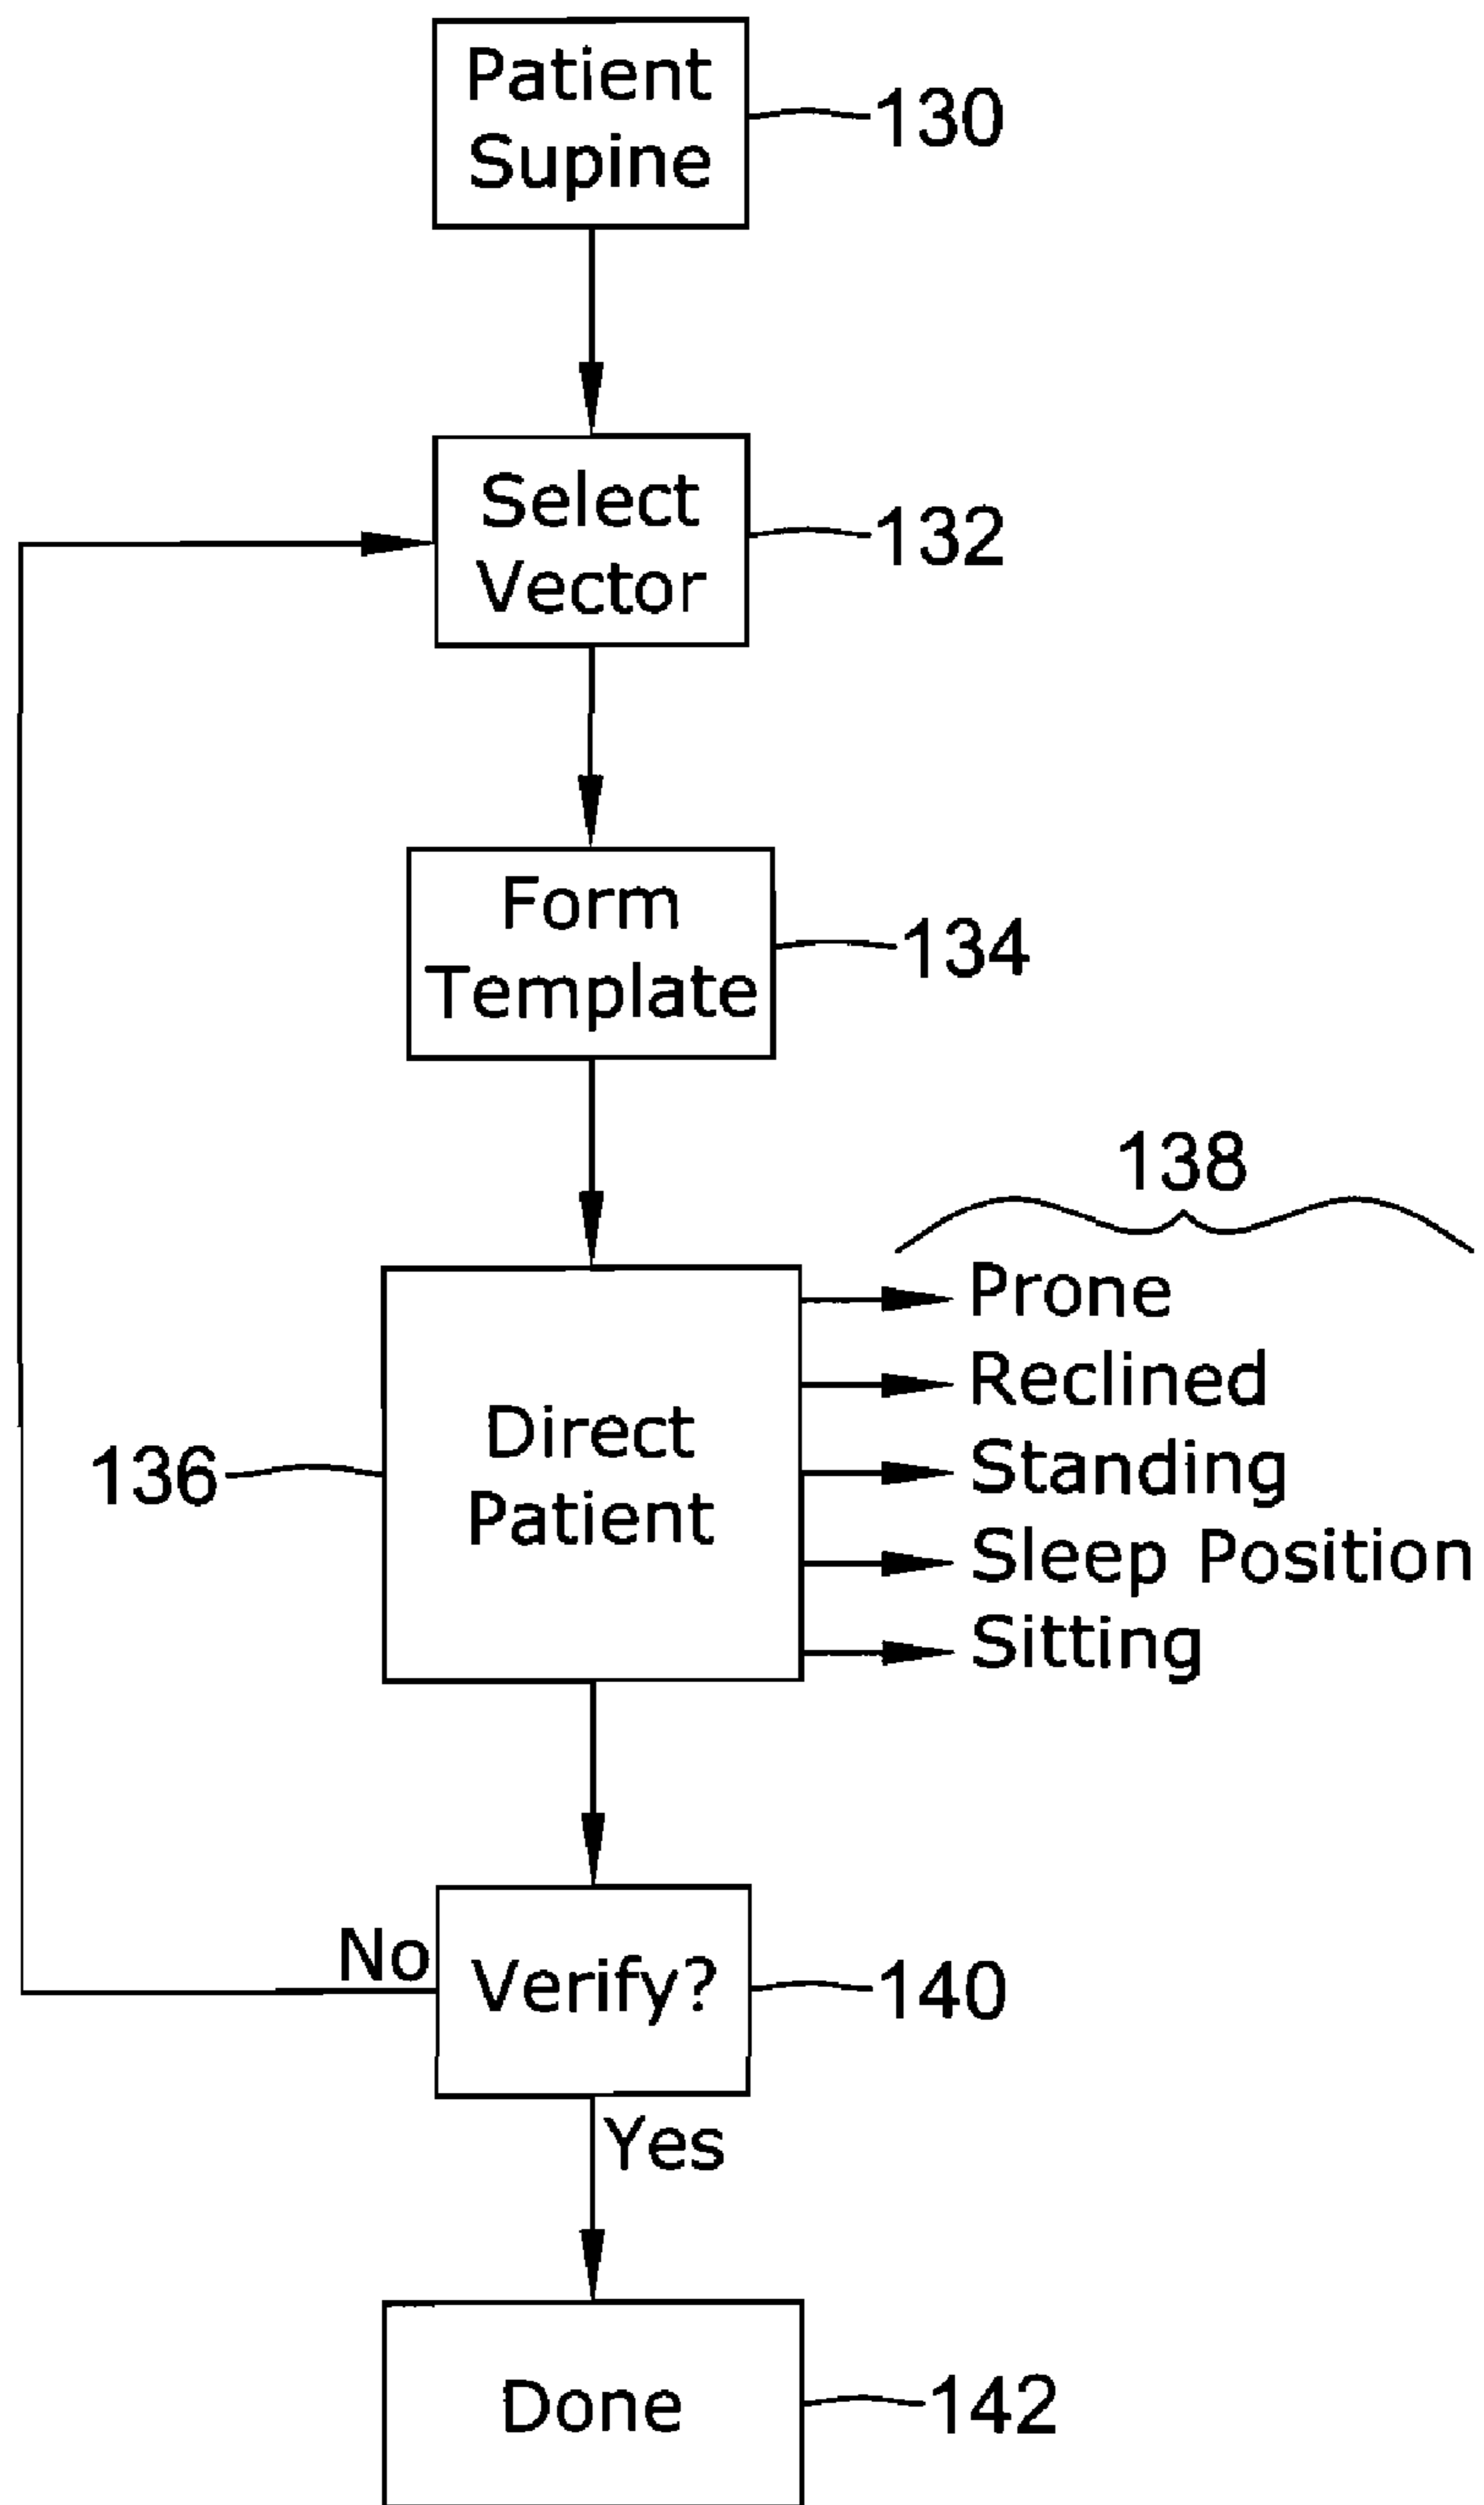 Patient
Supine
130
Select
Vector
132
Form
Template
134
138
Prone
Reclined
Standing
Sleep Position
Sitting
Direct
Patient
136
No
Verify?
140
Yes
Done
142